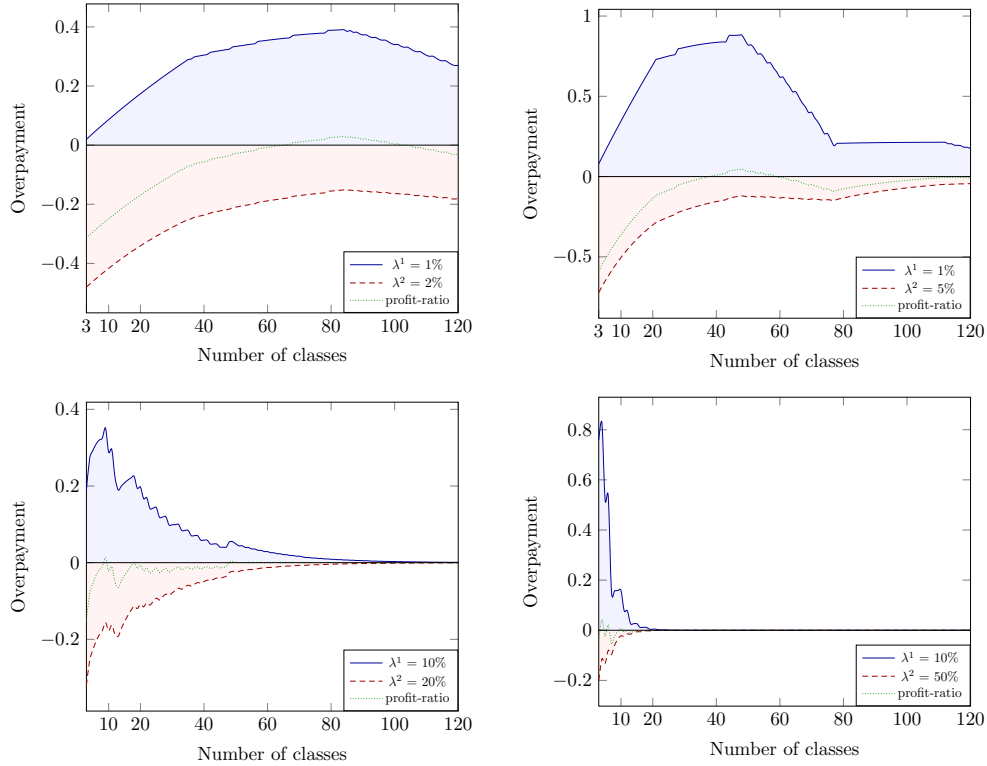 0.4
0.2
0
−0.2
−0.4
Overpayment
3 10 20 40 60 80 100 120
Number of classes
λ¹ = 1%
λ² = 2%
profit-ratio
1
0.5
0
−0.5
Overpayment
3 10 20 40 60 80 100 120
Number of classes
λ¹ = 1%
λ² = 5%
profit-ratio
0.4
0.2
0
−0.2
Overpayment
10 20 40 60 80 100 120
Number of classes
λ¹ = 10%
λ² = 20%
profit-ratio
0.8
0.6
0.4
0.2
0
−0.2
Overpayment
10 20 40 60 80 100 120
Number of classes
λ¹ = 10%
λ² = 50%
profit-ratio